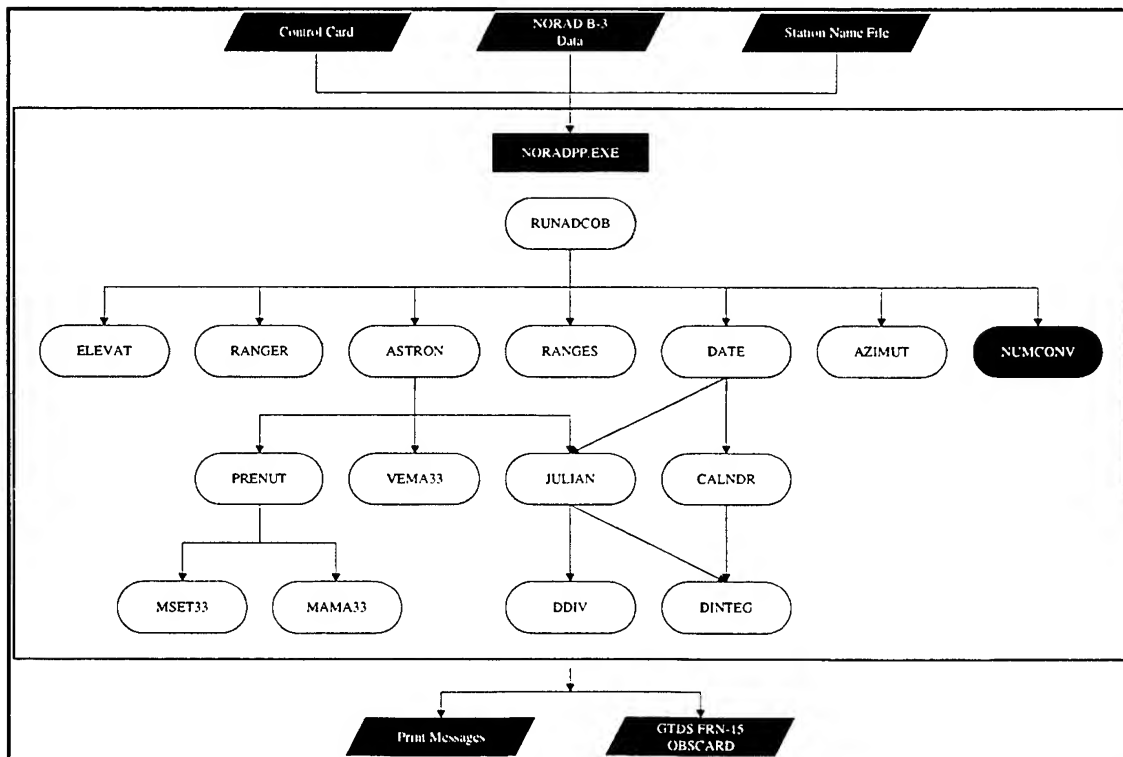 Control Card
NORAD B-3
Data
Station Name File
NORADPP.EXE
RUNADCOB
ELEVAT
RANGER
ASTRON
RANGES
DATE
AZIMUT
NUMCONV
PRENUT
VEMA33
JULIAN
CALNDR
MSET33
MAMA33
DDIV
DINTEG
Print Messages
GTDS FRN-15
OBSCARD